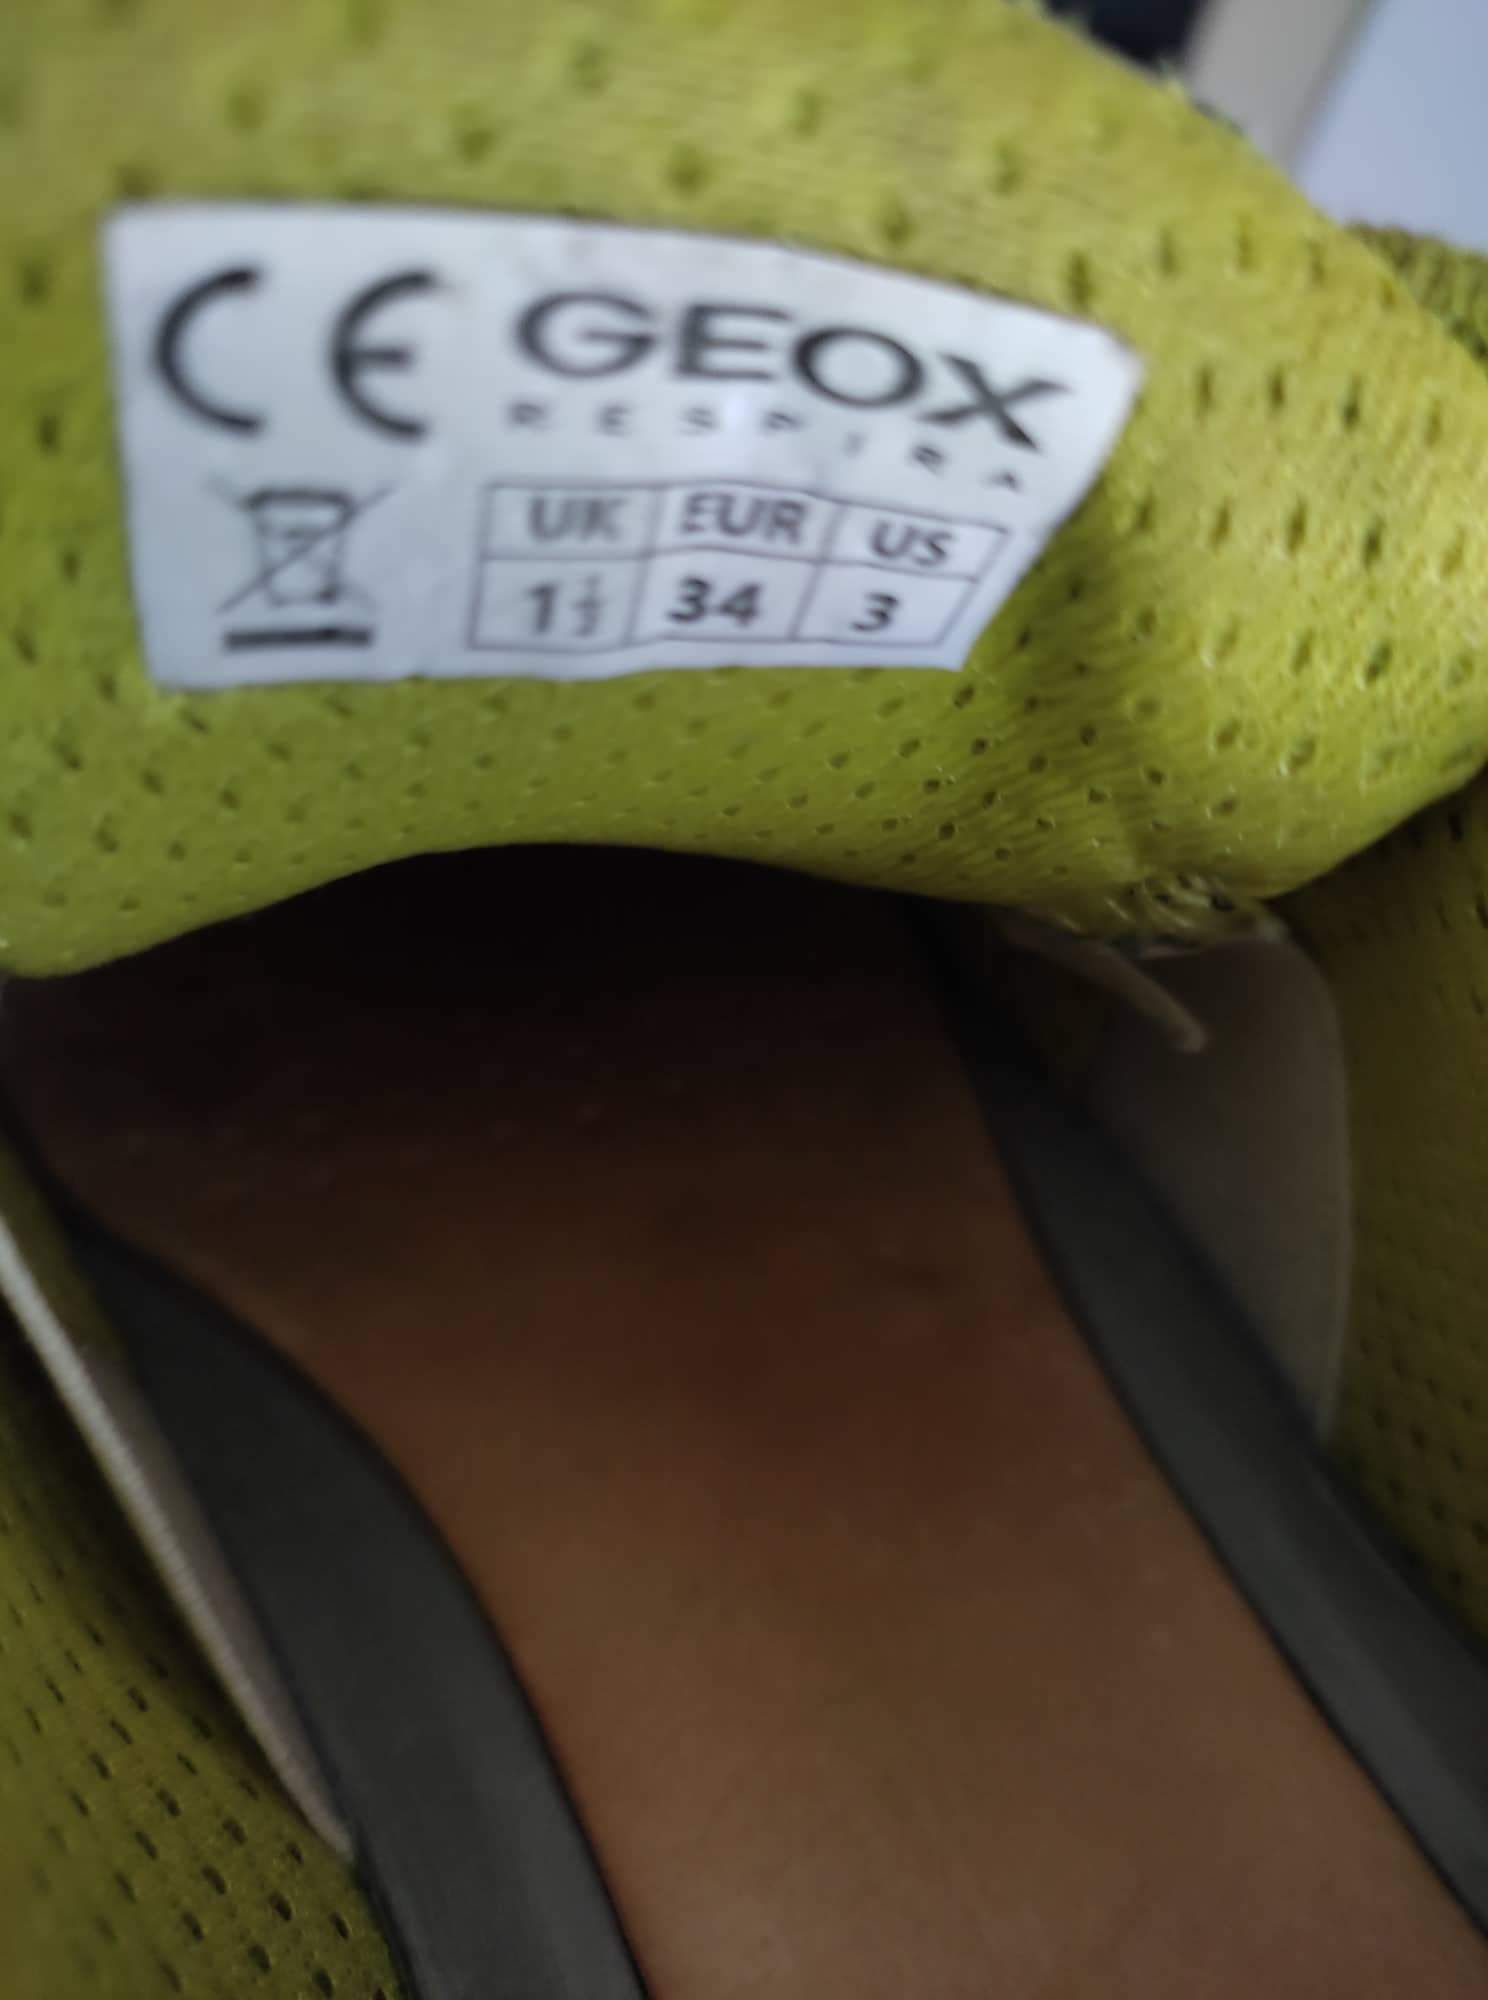 CE GEOX
RESPIRA
UK EUR US
1½ 34 3